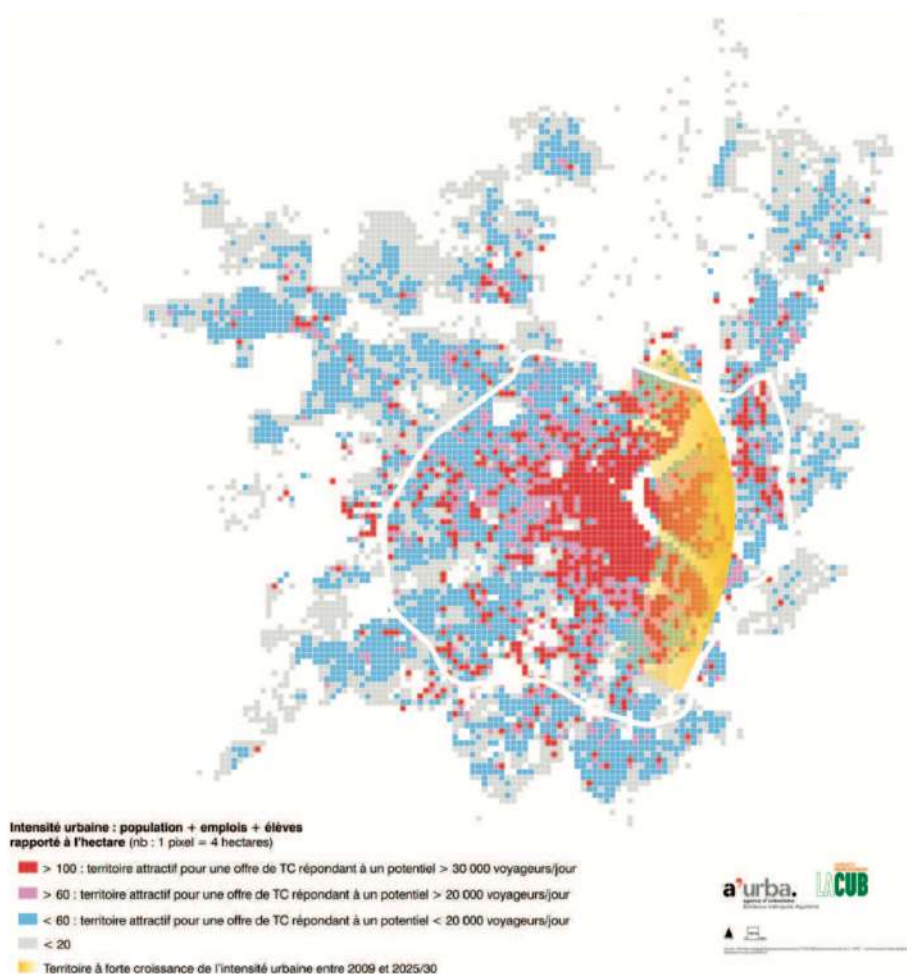 Intensité urbaine : population + emplois + élèves
rapporté à l'hectare (nb : 1 pixel = 4 hectares)
> 100 : territoire attractif pour une offre de TC répondant à un potentiel > 30 000 voyageurs/jour
> 60 : territoire attractif pour une offre de TC répondant à un potentiel > 20 000 voyageurs/jour
< 60 : territoire attractif pour une offre de TC répondant à un potentiel < 20 000 voyageurs/jour
< 20
Territoire à forte croissance de l'intensité urbaine entre 2009 et 2025/30
a'urba.
agence d'urbanisme
Bordeaux métropole Aquitaine
LACUB